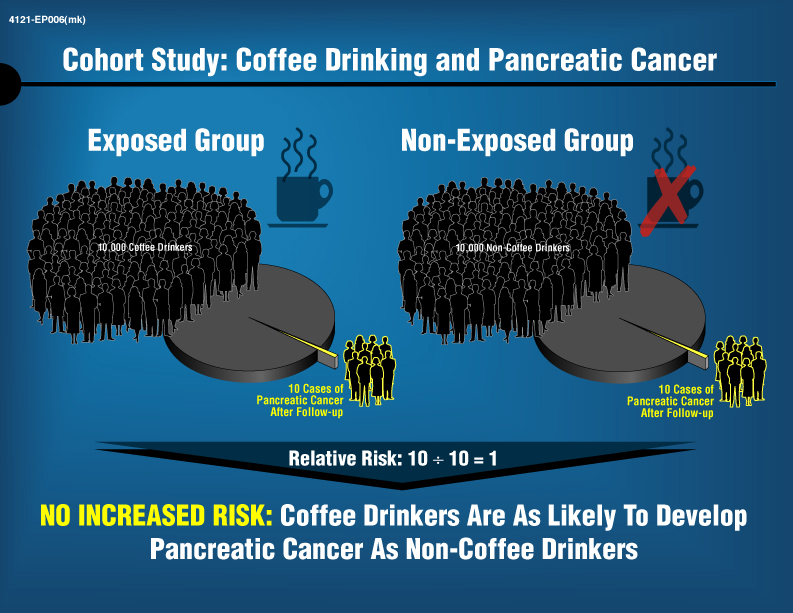 4121-EP006(mk)
Cohort Study: Coffee Drinking and Pancreatic Cancer
Exposed Group
Non-Exposed Group
10,000 Coffee Drinkers
10,000 Non-Coffee Drinkers
10 Cases of
Pancreatic Cancer
After Follow-up
10 Cases of
Pancreatic Cancer
After Follow-up
Relative Risk: 10 ÷ 10 = 1
NO INCREASED RISK: Coffee Drinkers Are As Likely To Develop
Pancreatic Cancer As Non-Coffee Drinkers